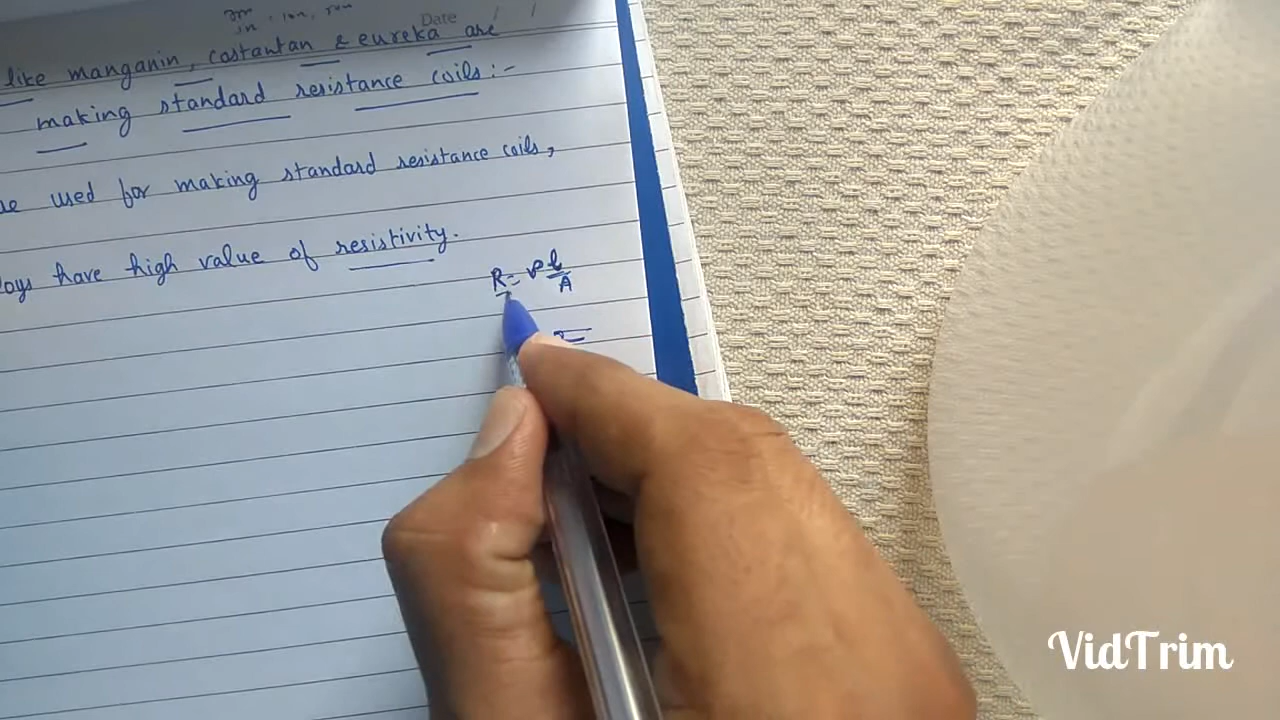 Date / /
like manganin, costantan & eureka are
making standard resistance coils:-
used for making standard resistance coils,
have high value of resistivity.
R = ρ l/A
VidTrim